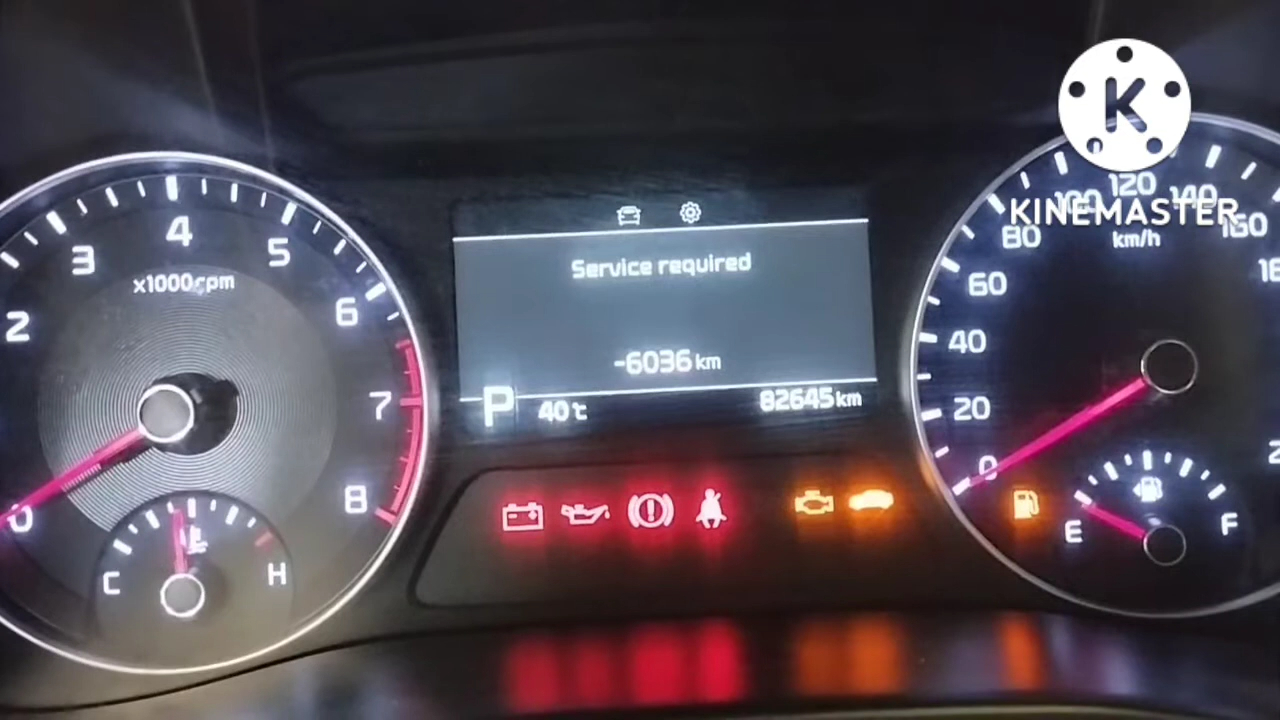 Service required
-6036 km
P 40℃ 82645 km
2 3 4 5 6 7 8 0
x1000rpm
C H
0 20 40 60 80 100 120 140 160
km/h
E F
K
KINEMASTER